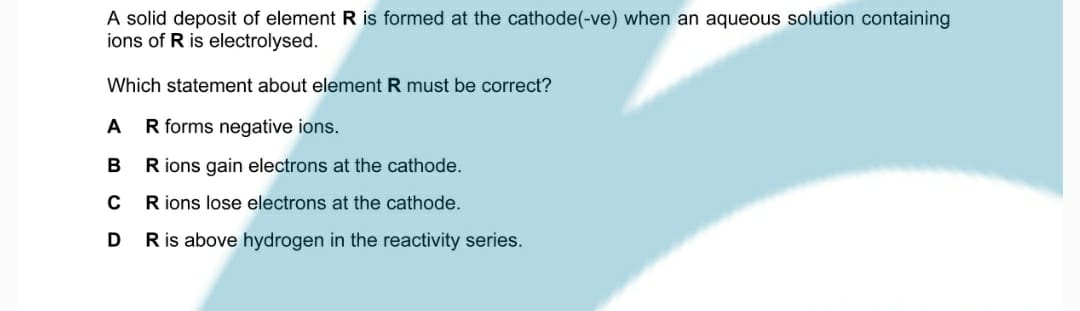 A solid deposit of element R is formed at the cathode(-ve) when an aqueous solution containing
ions of R is electrolysed.
Which statement about element R must be correct?
A R forms negative ions.
B R ions gain electrons at the cathode.
C R ions lose electrons at the cathode.
D R is above hydrogen in the reactivity series.